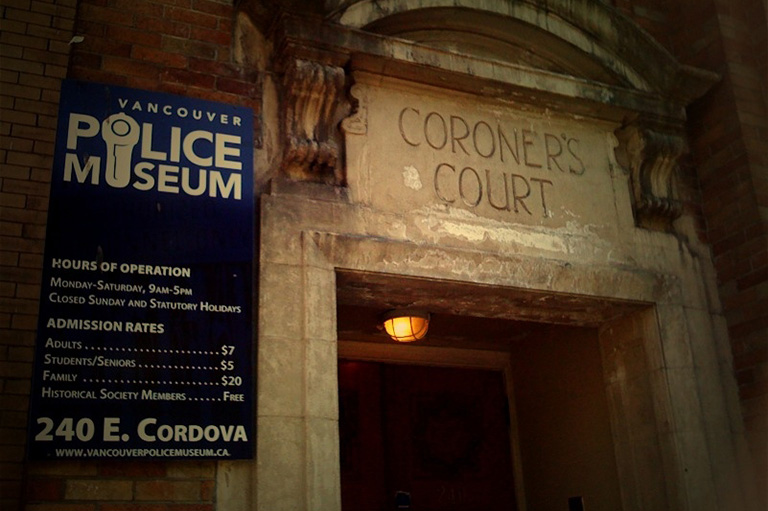 VANCOUVER
POLICE
MUSEUM
HOURS OF OPERATION
MONDAY-SATURDAY, 9AM-5PM
CLOSED SUNDAY AND STATUTORY HOLIDAYS
ADMISSION RATES
ADULTS ........................ $7
STUDENTS/SENIORS ................ $5
FAMILY ........................ $20
HISTORICAL SOCIETY MEMBERS ...... FREE
240 E. CORDOVA
WWW.VANCOUVERPOLICEMUSEUM.CA
CORONER'S
COURT